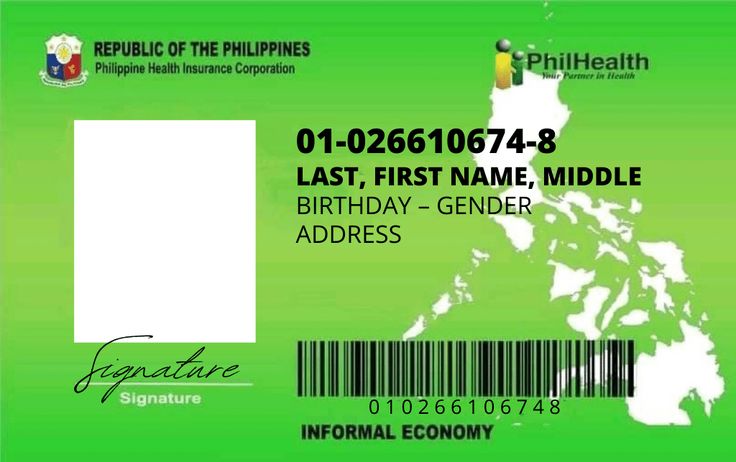 REPUBLIC OF THE PHILIPPINES
Philippine Health Insurance Corporation
PhilHealth
Your Partner in Health
01-026610674-8
LAST, FIRST NAME, MIDDLE
BIRTHDAY – GENDER
ADDRESS
Signature
Signature
010266106748
INFORMAL ECONOMY